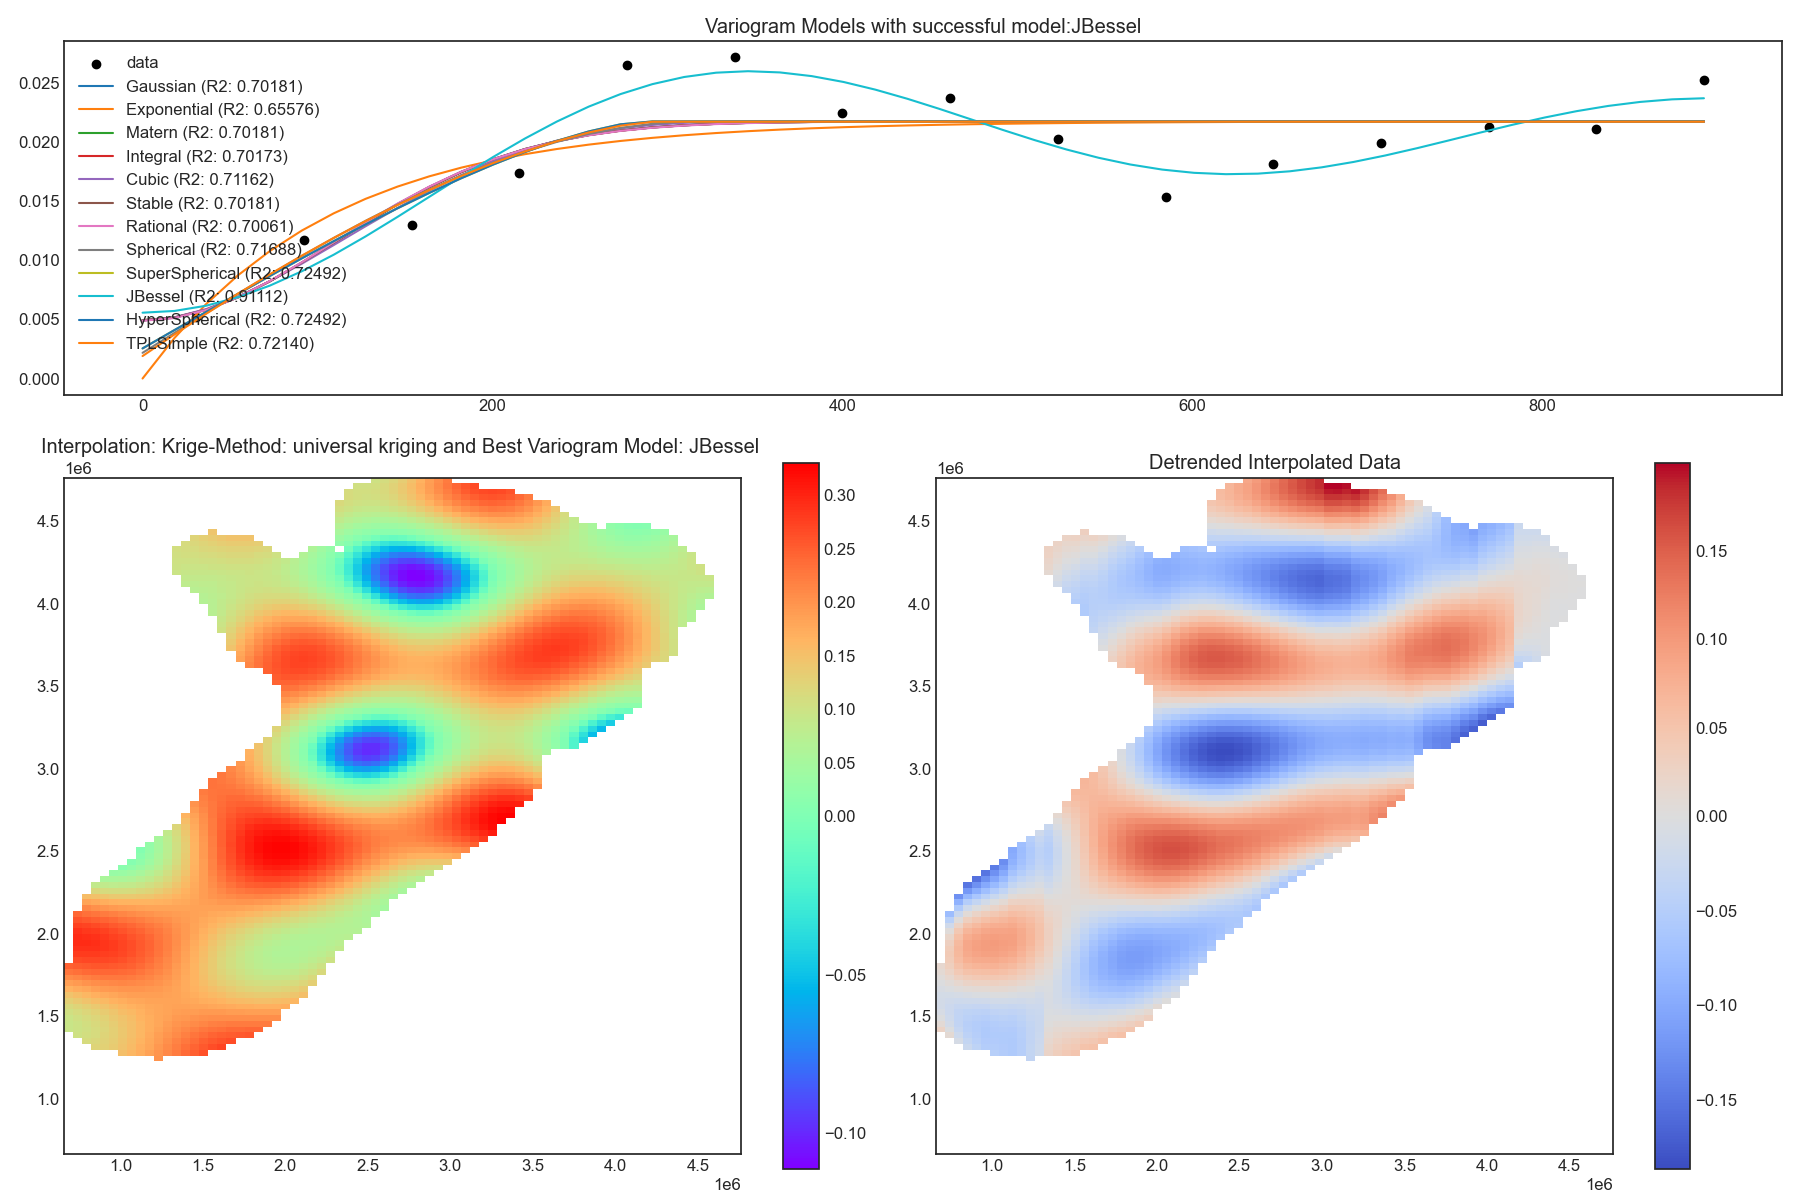 Variogram Models with successful model:JBessel
data
Gaussian (R2: 0.70181)
Exponential (R2: 0.65576)
Matern (R2: 0.70181)
Integral (R2: 0.70173)
Cubic (R2: 0.71162)
Stable (R2: 0.70181)
Rational (R2: 0.70061)
Spherical (R2: 0.71688)
SuperSpherical (R2: 0.72492)
JBessel (R2: 0.91112)
HyperSpherical (R2: 0.72492)
TPLSimple (R2: 0.72140)
0.025
0.020
0.015
0.010
0.005
0.000
0 200 400 600 800
Interpolation: Krige-Method: universal kriging and Best Variogram Model: JBessel
1e6
4.5
4.0
3.5
3.0
2.5
2.0
1.5
1.0
1.0 1.5 2.0 2.5 3.0 3.5 4.0 4.5
1e6
0.30
0.25
0.20
0.15
0.10
0.05
0.00
−0.05
−0.10
Detrended Interpolated Data
1e6
4.5
4.0
3.5
3.0
2.5
2.0
1.5
1.0
1.0 1.5 2.0 2.5 3.0 3.5 4.0 4.5
1e6
0.15
0.10
0.05
0.00
−0.05
−0.10
−0.15